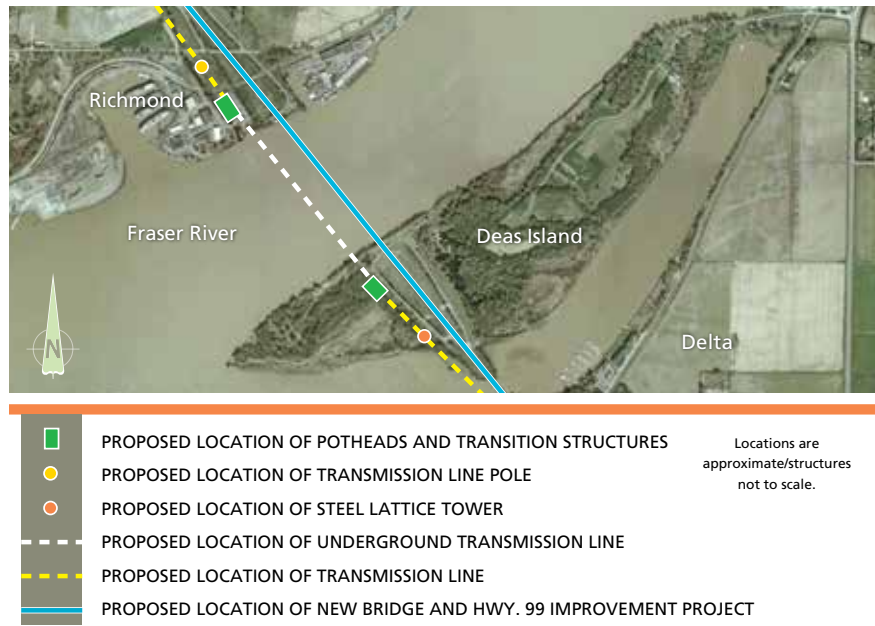 Richmond
Fraser River
Deas Island
Delta
N
PROPOSED LOCATION OF POTHEADS AND TRANSITION STRUCTURES
PROPOSED LOCATION OF TRANSMISSION LINE POLE
PROPOSED LOCATION OF STEEL LATTICE TOWER
PROPOSED LOCATION OF UNDERGROUND TRANSMISSION LINE
PROPOSED LOCATION OF TRANSMISSION LINE
PROPOSED LOCATION OF NEW BRIDGE AND HWY. 99 IMPROVEMENT PROJECT
Locations are
approximate/structures
not to scale.